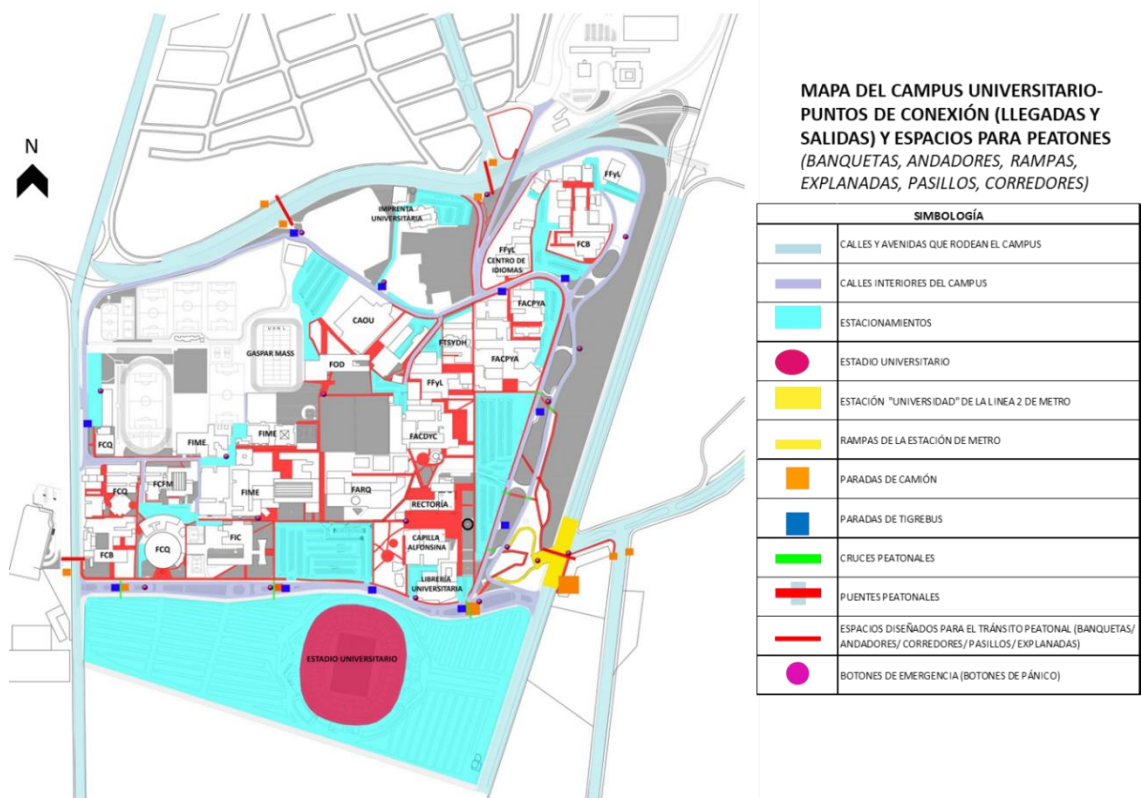 MAPA DEL CAMPUS UNIVERSITARIO-
PUNTOS DE CONEXIÓN (LLEGADAS Y
SALIDAS) Y ESPACIOS PARA PEATONES
(BANQUETAS, ANDADORES, RAMPAS,
EXPLANADAS, PASILLOS, CORREDORES)
SIMBOLOGÍA
CALLES Y AVENIDAS QUE RODEAN EL CAMPUS
CALLES INTERIORES DEL CAMPUS
ESTACIONAMIENTOS
ESTADIO UNIVERSITARIO
ESTACIÓN "UNIVERSIDAD" DE LA LINEA 2 DE METRO
RAMPAS DE LA ESTACIÓN DE METRO
PARADAS DE CAMIÓN
PARADAS DE TIGREBUS
CRUCES PEATONALES
PUENTES PEATONALES
ESPACIOS DISEÑADOS PARA EL TRÁNSITO PEATONAL (BANQUETAS/
ANDADORES/ CORREDORES/ PASILLOS/ EXPLANADAS)
BOTONES DE EMERGENCIA (BOTONES DE PÁNICO)
N
FFyL
IMPRENTA
UNIVERSITARIA
FCB
FFyL
CENTRO DE
IDIOMAS
FACPYA
CAOU
FTSYDH
GASPAR MASS
FACPYA
FOD
FFyL
FIME
FIME
FCQ
FACDYC
FCFM
FCQ
FIME
FARQ
RECTORÍA
FIC
FCB
FCQ
CAPILLA
ALFONSINA
LIBRERÍA
UNIVERSITARIA
ESTADIO UNIVERSITARIO